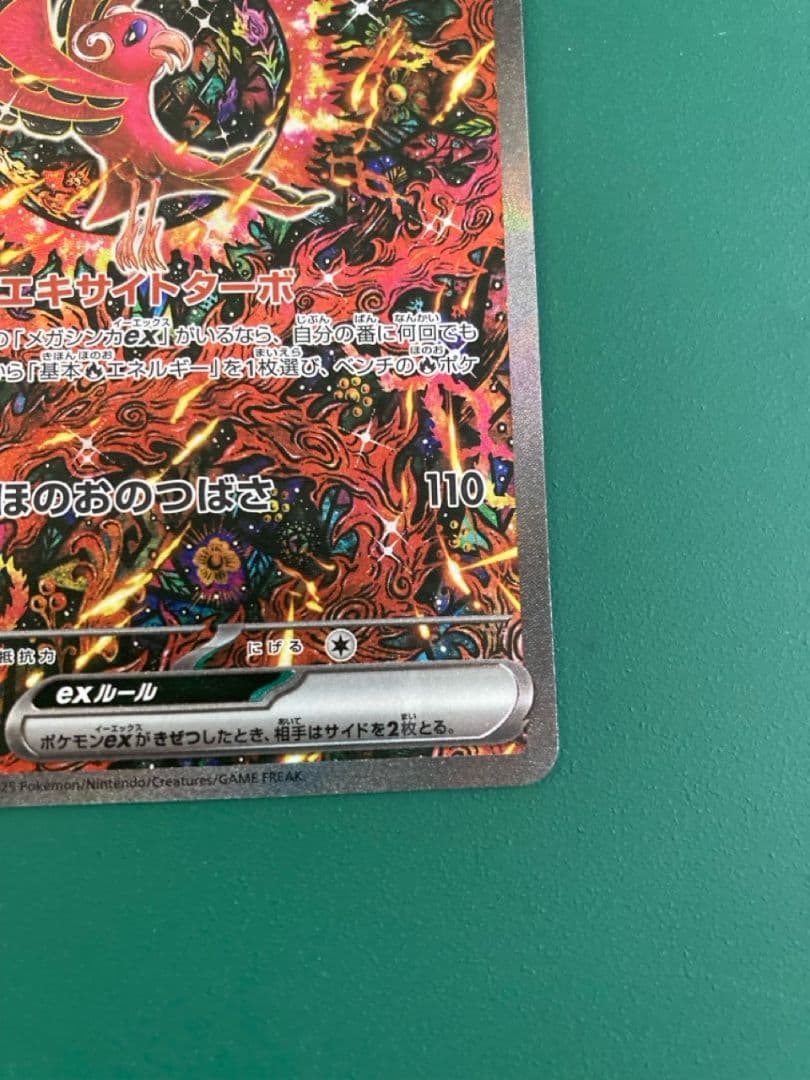 エキサイトターボ
の「メガシンカex」がいるなら、自分の番に何回でも
から「基本エネルギー」を1枚選び、ベンチのポケ
ほのおのつばさ 110
抵抗力 にげる
exルール
ポケモンexがきぜつしたとき、相手はサイドを2枚とる。
25 Pokémon/Nintendo/Creatures/GAME FREAK